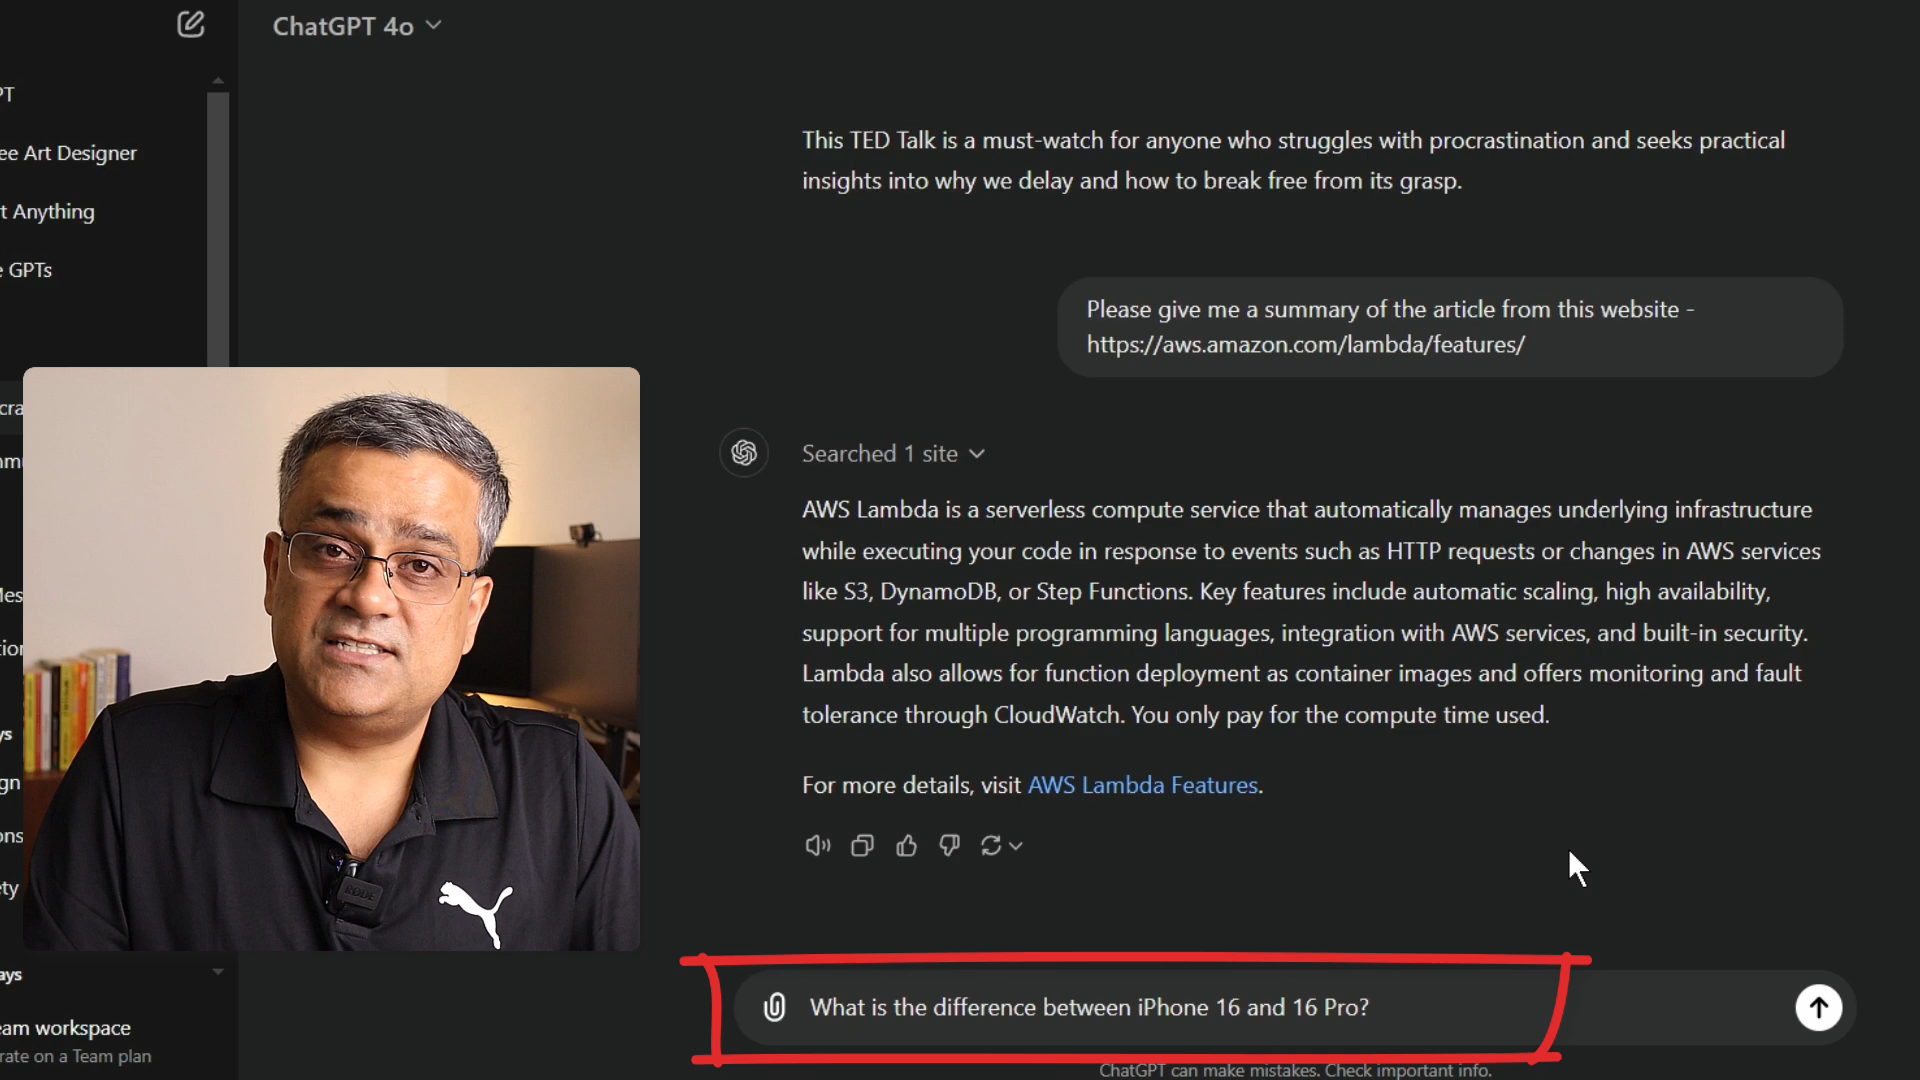 ChatGPT 4o
PT
ee Art Designer
t Anything
e GPTs
cra
mmu
Mes
tion
ys
gn
ons
ety
ays
eam workspace
rate on a Team plan
This TED Talk is a must-watch for anyone who struggles with procrastination and seeks practical
insights into why we delay and how to break free from its grasp.
Please give me a summary of the article from this website -
https://aws.amazon.com/lambda/features/
Searched 1 site
AWS Lambda is a serverless compute service that automatically manages underlying infrastructure
while executing your code in response to events such as HTTP requests or changes in AWS services
like S3, DynamoDB, or Step Functions. Key features include automatic scaling, high availability,
support for multiple programming languages, integration with AWS services, and built-in security.
Lambda also allows for function deployment as container images and offers monitoring and fault
tolerance through CloudWatch. You only pay for the compute time used.
For more details, visit AWS Lambda Features.
RODE
What is the difference between iPhone 16 and 16 Pro?
ChatGPT can make mistakes. Check important info.